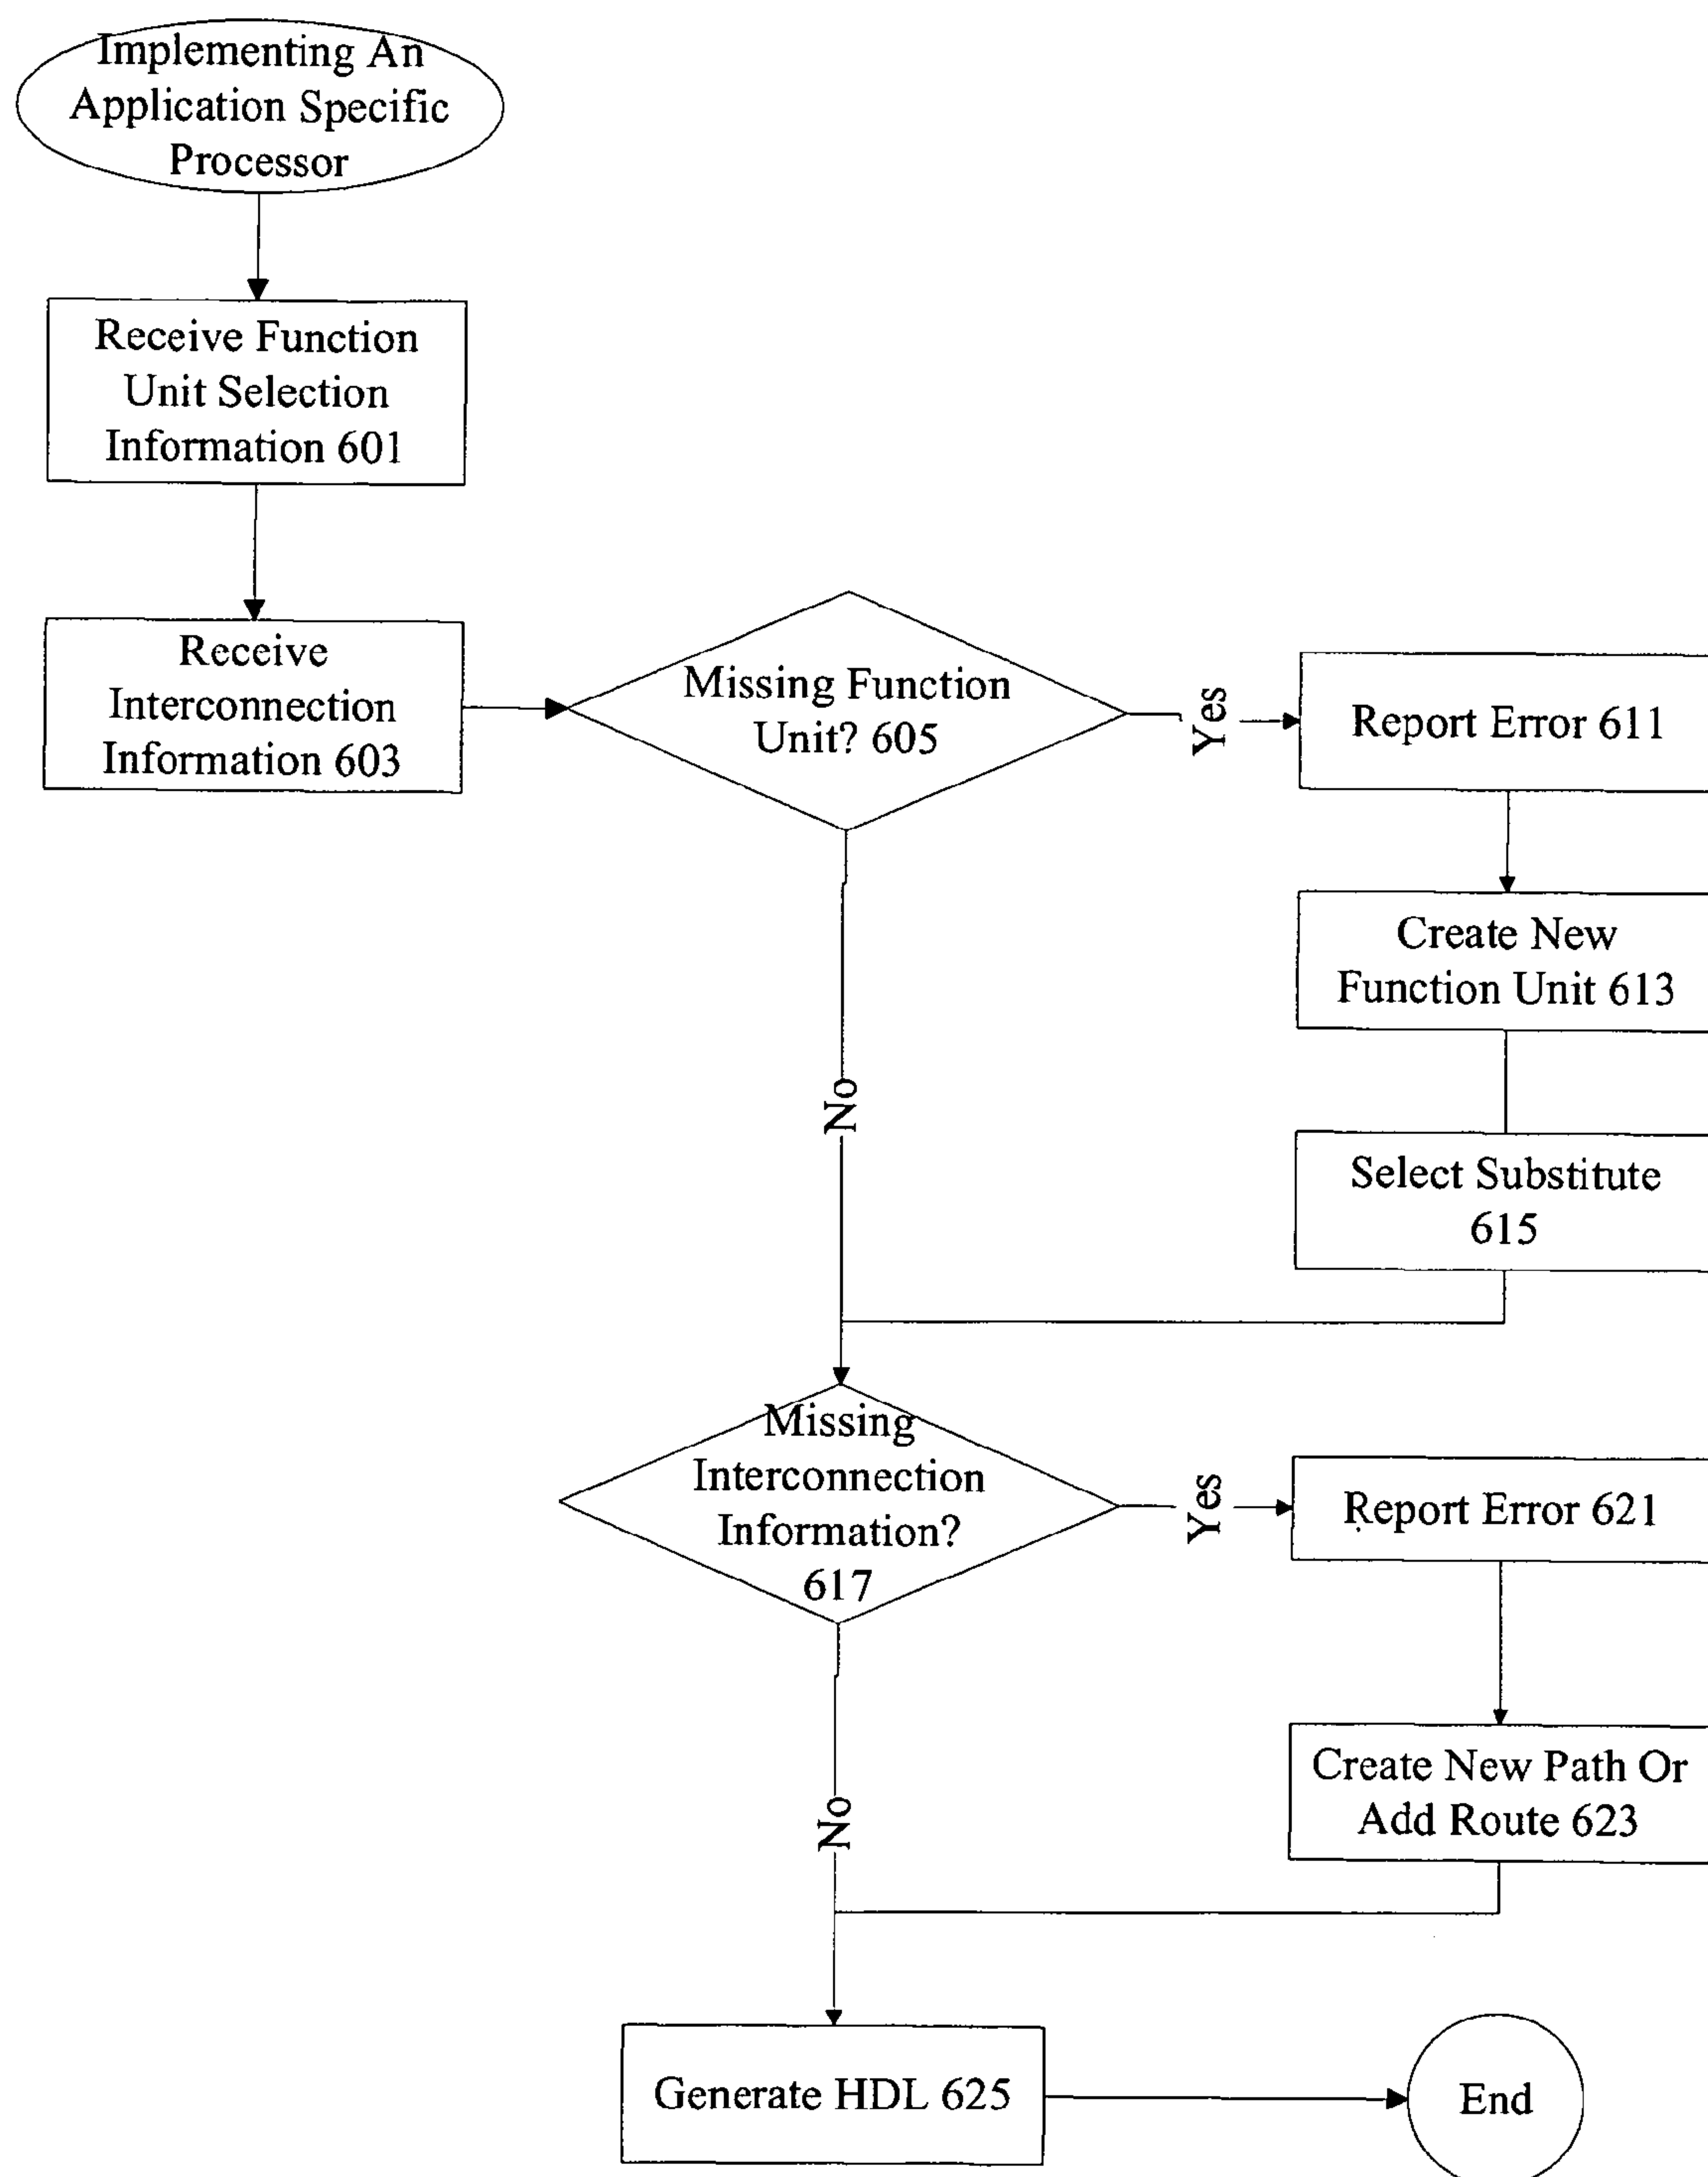 Implementing An
Application Specific
Processor
Receive Function
Unit Selection
Information 601
Receive
Interconnection
Information 603
Missing Function
Unit? 605
Yes
Report Error 611
Create New
Function Unit 613
No
Select Substitute
615
Missing
Interconnection
Information?
617
Yes
Report Error 621
Create New Path Or
Add Route 623
No
Generate HDL 625
End